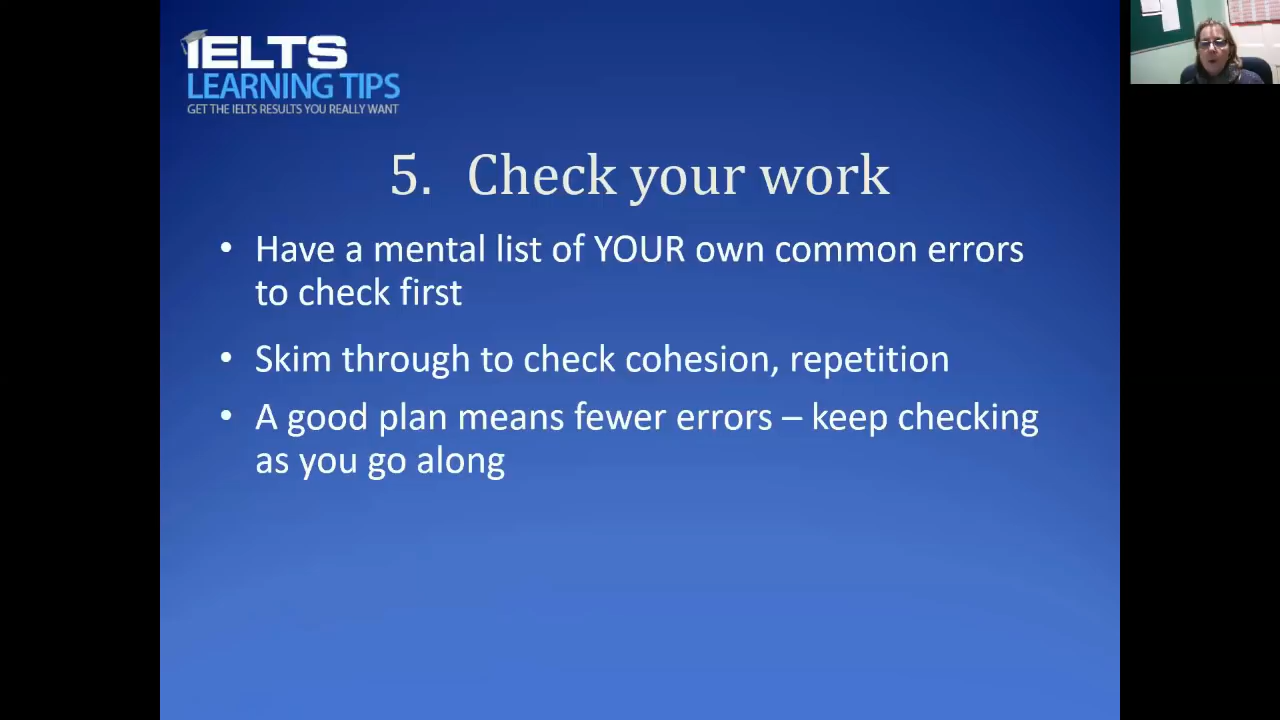 IELTS
LEARNING TIPS
GET THE IELTS RESULTS YOU REALLY WANT
5. Check your work
• Have a mental list of YOUR own common errors
to check first
• Skim through to check cohesion, repetition
• A good plan means fewer errors – keep checking
as you go along